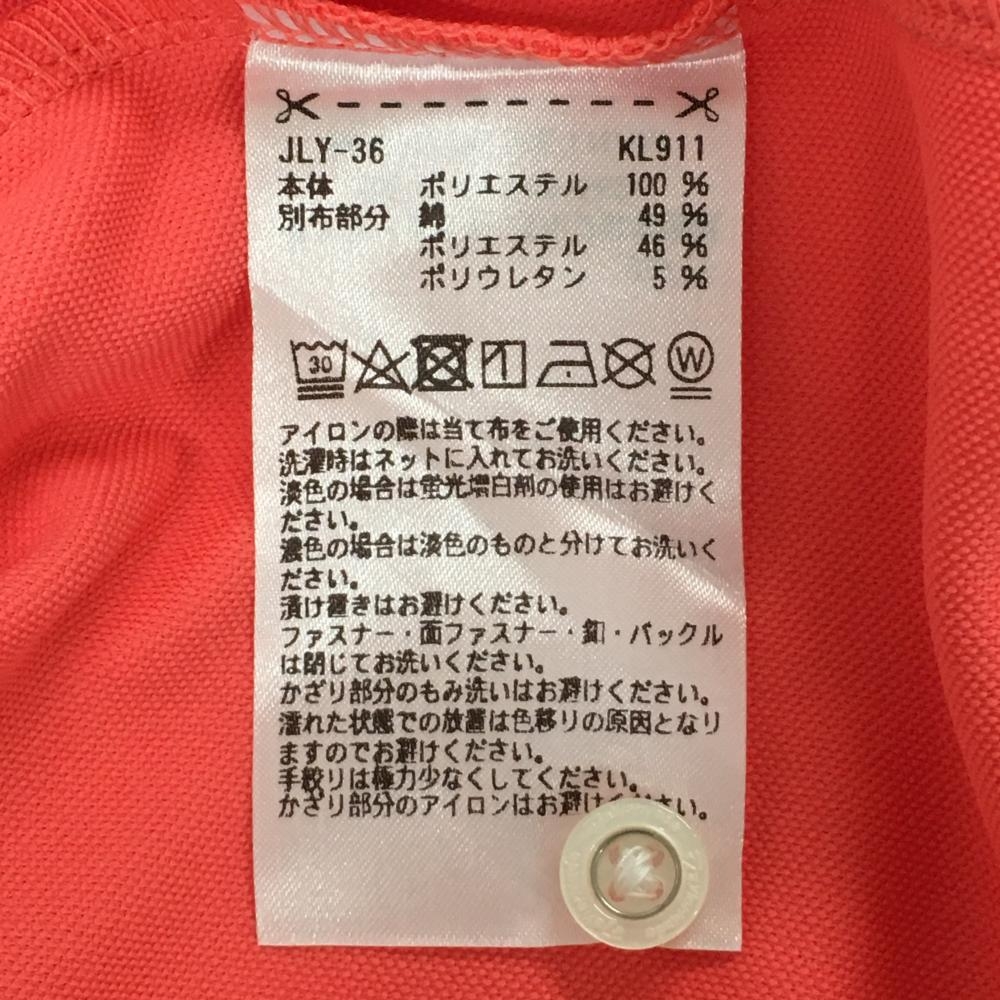 JLY-36 KL911
本体 ポリエステル 100 %
別布部分 綿 49 %
ポリエステル 46 %
ポリウレタン 5 %
30 W
アイロンの際は当て布をご使用ください。
洗濯時はネットに入れてお洗いください。
淡色の場合は蛍光増白剤の使用はお避けく
ださい。
濃色の場合は淡色のものと分けてお洗いく
ださい。
漬け置きはお避けください。
ファスナー・面ファスナー・釦・バックル
は閉じてお洗いください。
かざり部分のもみ洗いはお避けください。
濡れた状態での放置は色移りの原因となり
ますのでお避けください。
手絞りは極力少なくしてください。
かざり部分のアイロンはお避けください。